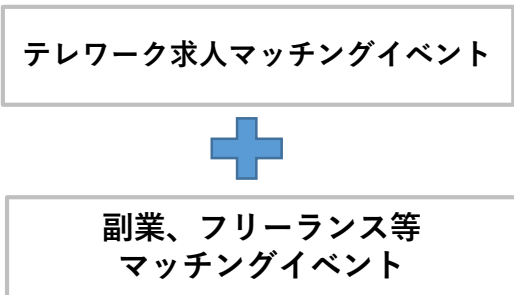 テレワーク求人マッチングイベント
副業、フリーランス等
マッチングイベント